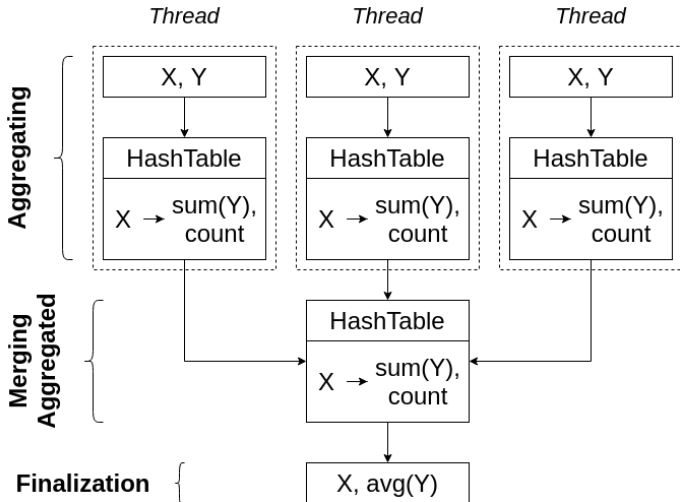 Thread
Thread
Thread
Aggregating
X, Y
X, Y
X, Y
HashTable
X → sum(Y),
count
HashTable
X → sum(Y),
count
HashTable
X → sum(Y),
count
Merging
Aggregated
HashTable
X → sum(Y),
count
Finalization
X, avg(Y)